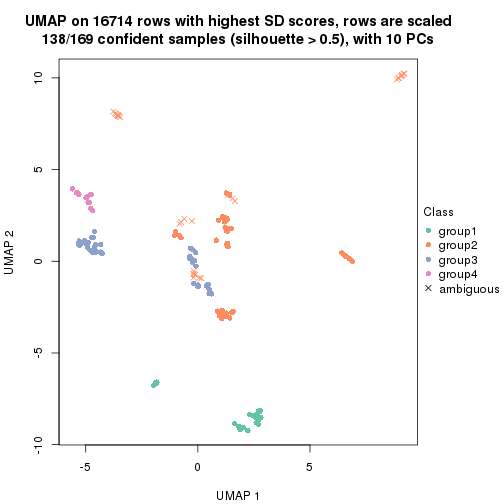 UMAP on 16714 rows with highest SD scores, rows are scaled
138/169 confident samples (silhouette > 0.5), with 10 PCs
10
5
0
-5
-10
UMAP 2
-5
0
5
UMAP 1
Class
group1
group2
group3
group4
ambiguous